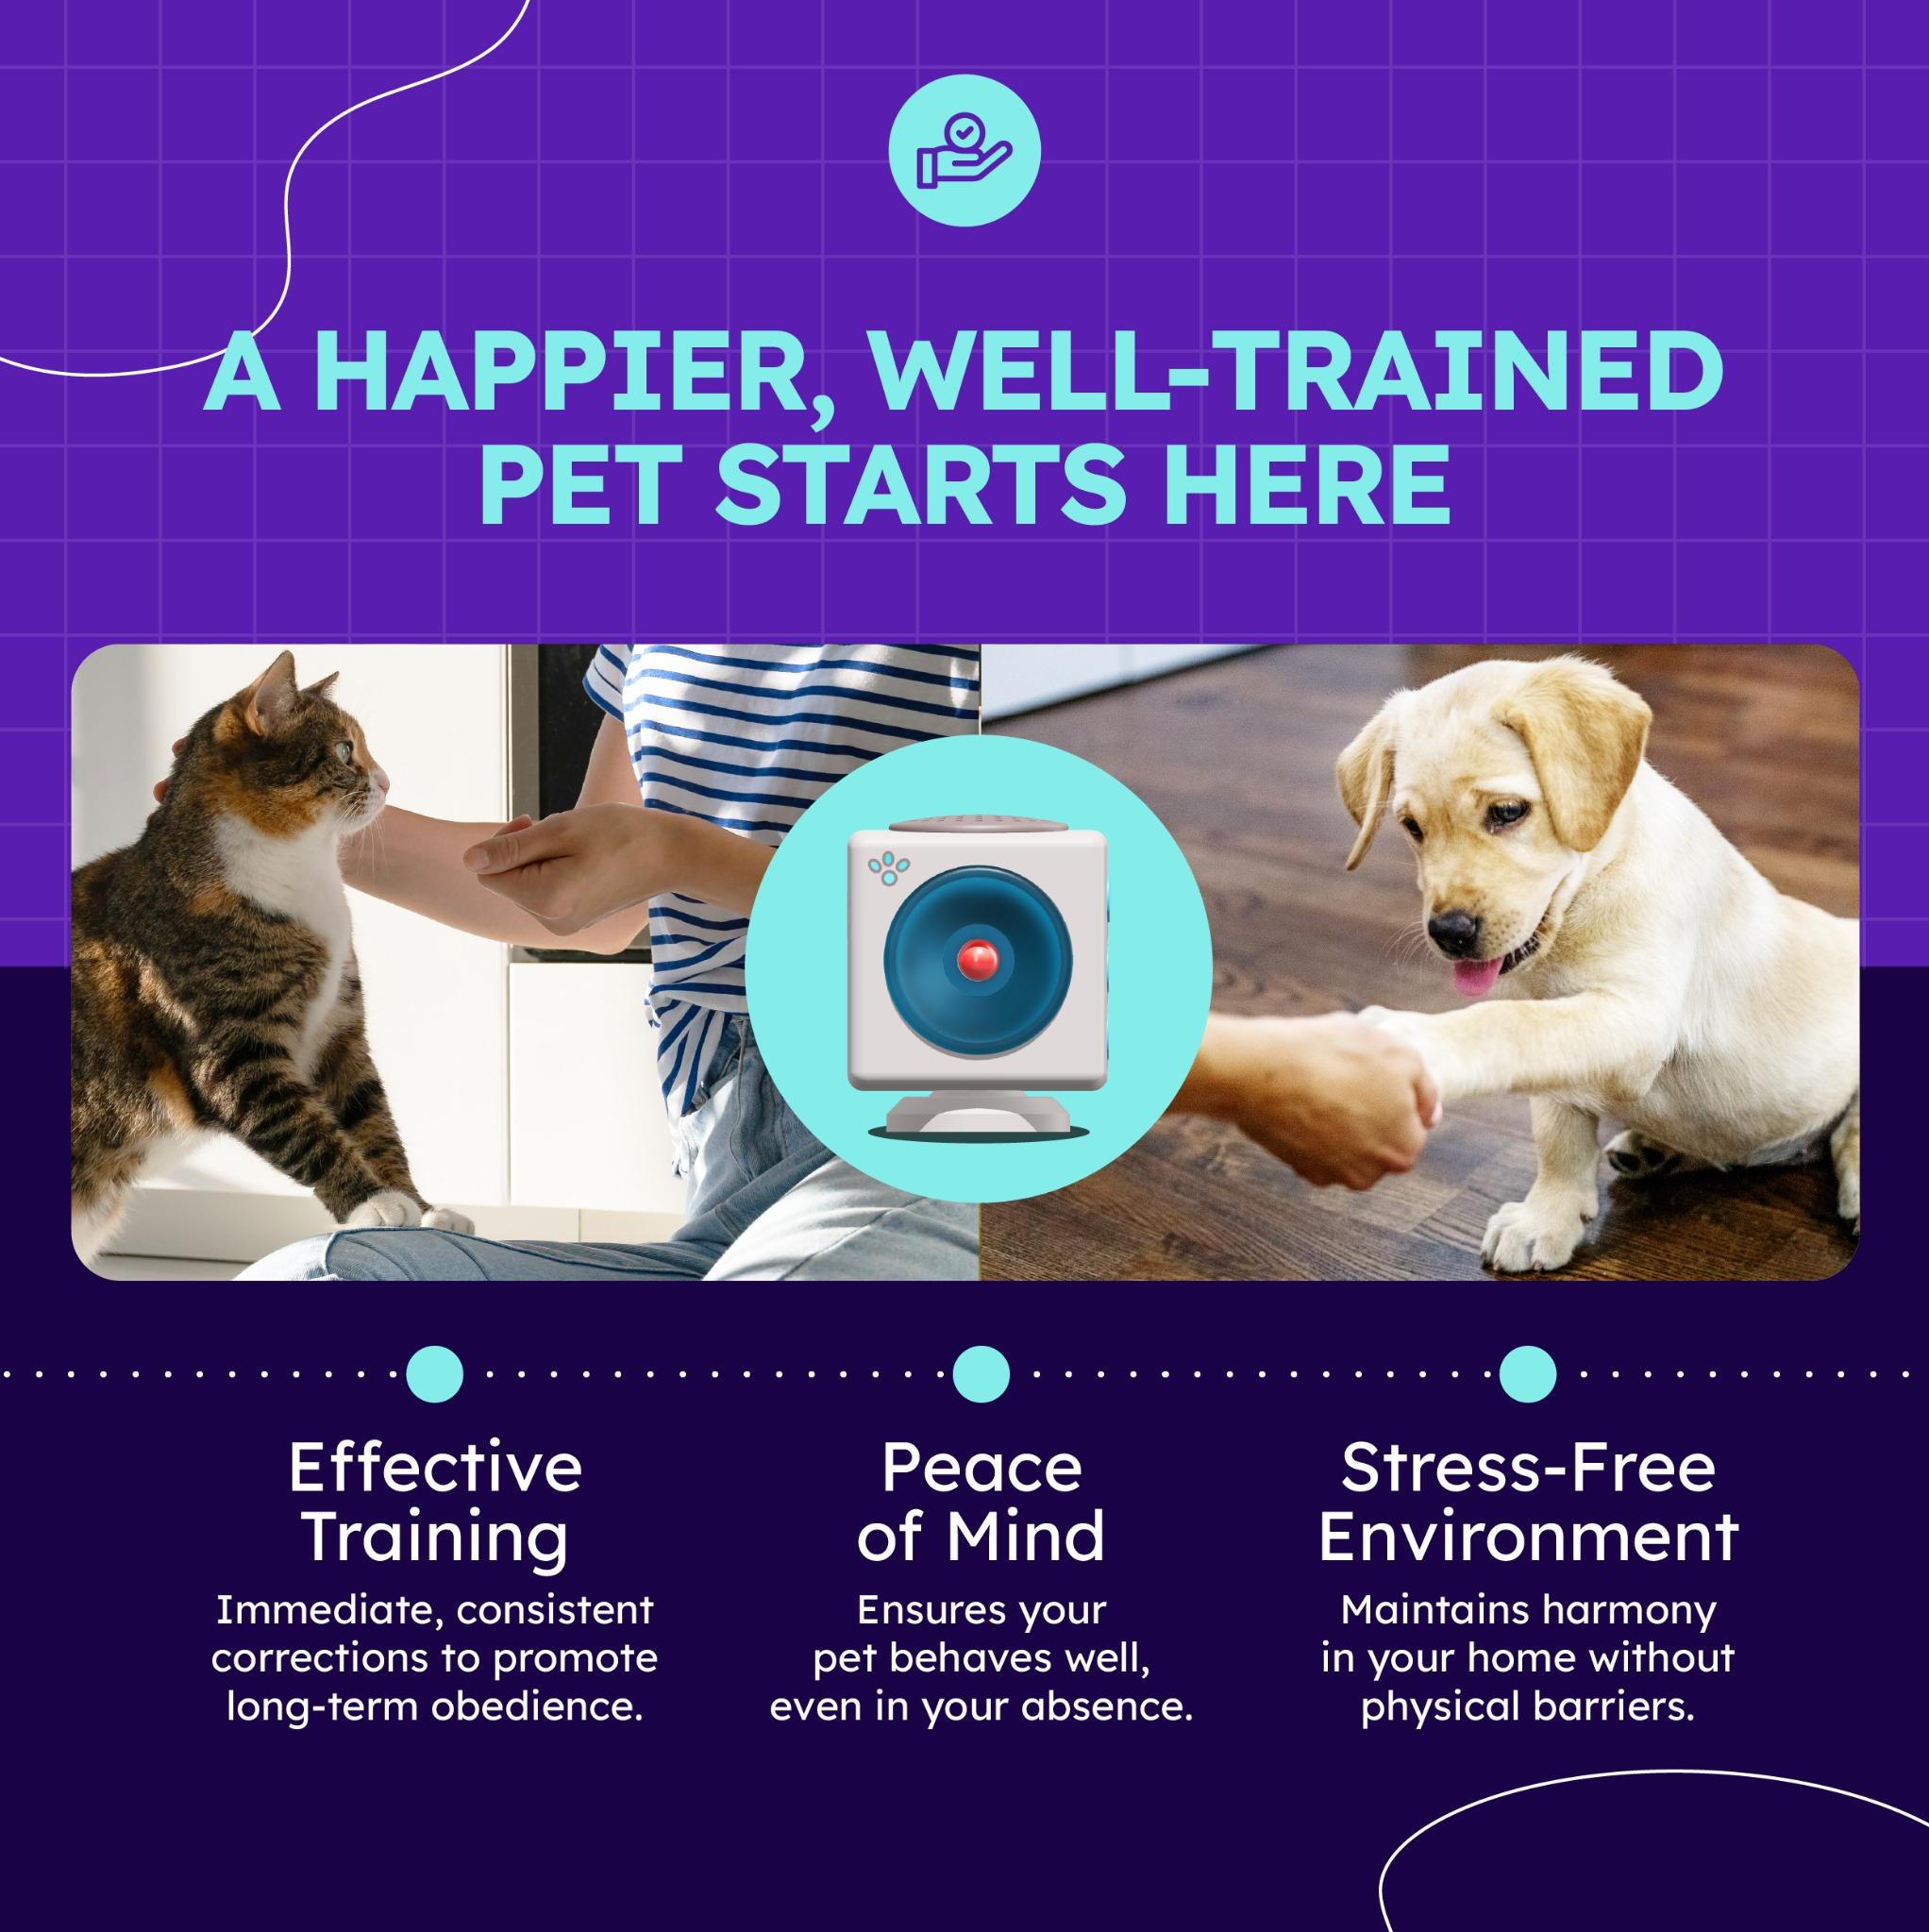 A HAPPIER, WELL-TRAINED
PET STARTS HERE
Effective
Training
Immediate, consistent
corrections to promote
long-term obedience.
Peace
of Mind
Ensures your
pet behaves well,
even in your absence.
Stress-Free
Environment
Maintains harmony
in your home without
physical barriers.